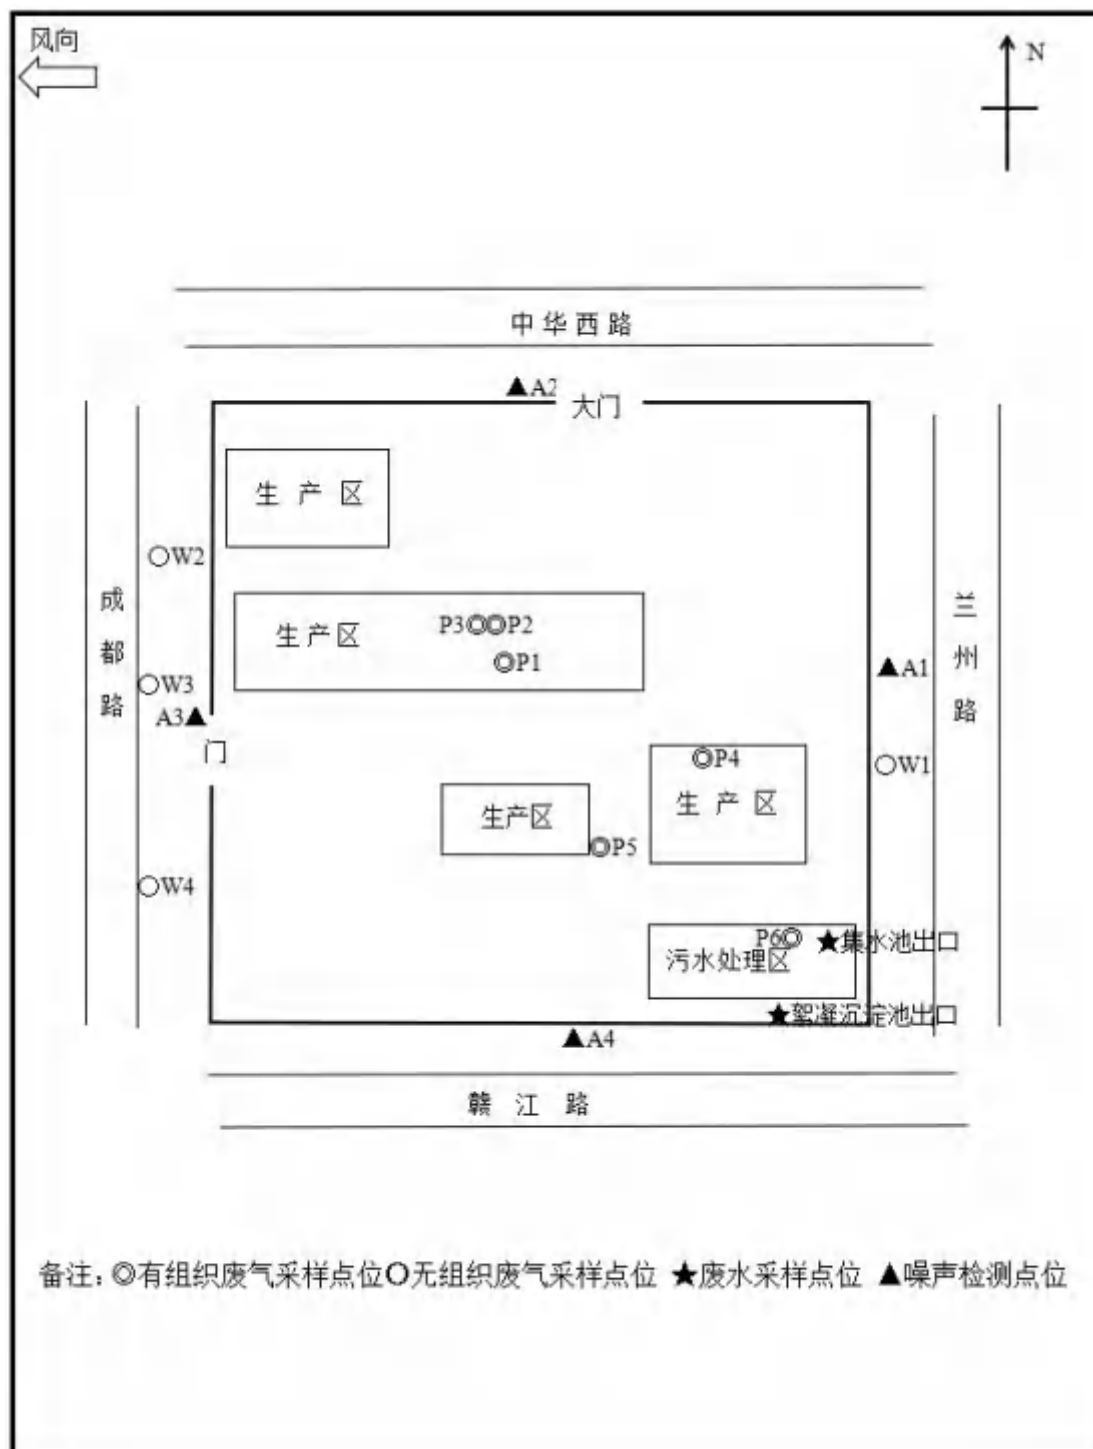 风向
N
中华西路
A2
大门
生 产 区
W2
成都路
生产区
P3 P2
P1
兰州路
W3
A3
门
A1
P4
W1
生 产 区
生产区
P5
W4
P6
集水池出口
污水处理区
絮凝沉淀池出口
A4
赣 江 路
备注：◎有组织废气采样点位○无组织废气采样点位 ★废水采样点位 ▲噪声检测点位